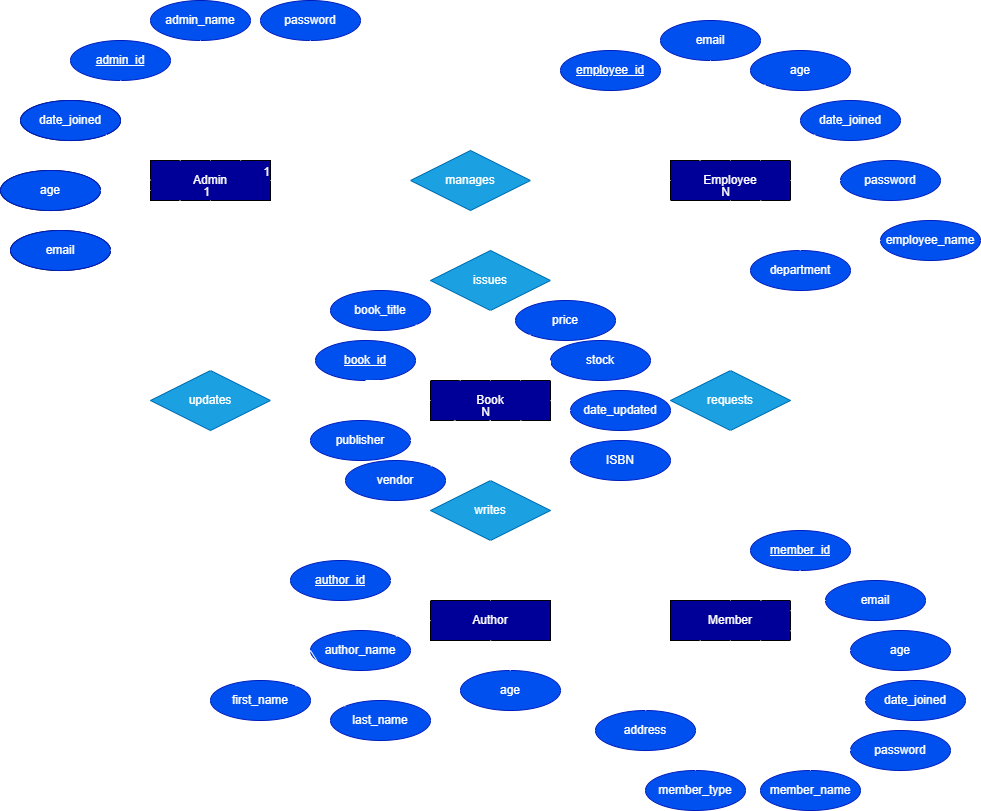 admin_name
password
admin_id
date_joined
age
email
Admin
1
1
manages
email
employee_id
age
date_joined
password
employee_name
department
Employee
N
issues
book_title
price
book_id
stock
updates
Book
N
date_updated
requests
publisher
ISBN
vendor
writes
member_id
author_id
email
Author
Member
author_name
age
first_name
last_name
age
date_joined
address
password
member_type
member_name